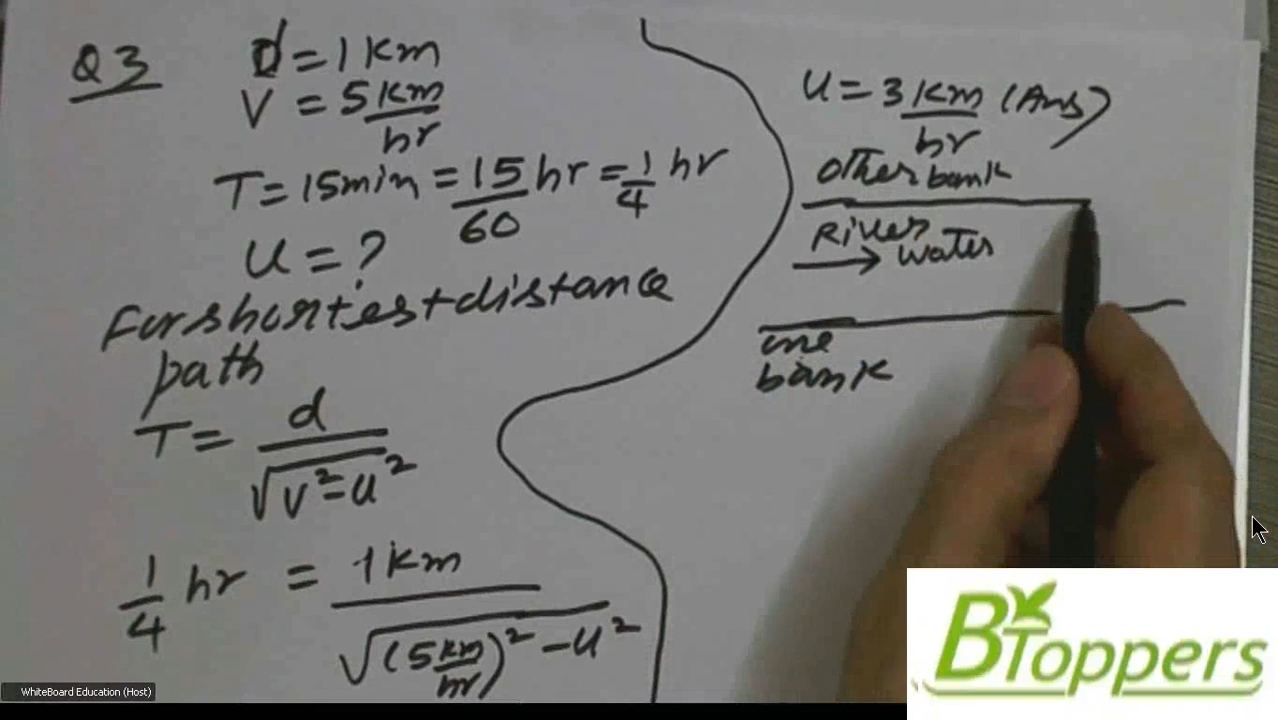 Q3
d = 1 km
V = 5 km/hr
T = 15 min = 15/60 hr = 1/4 hr
u = ?
For shortest distance
path
T = d/√(v² - u²)
1/4 hr = 1 km/√((5 km/hr)² - u²)
u = 3 km/hr (Ans)
other bank
River
water
one
bank
BToppers
WhiteBoard Education (Host)